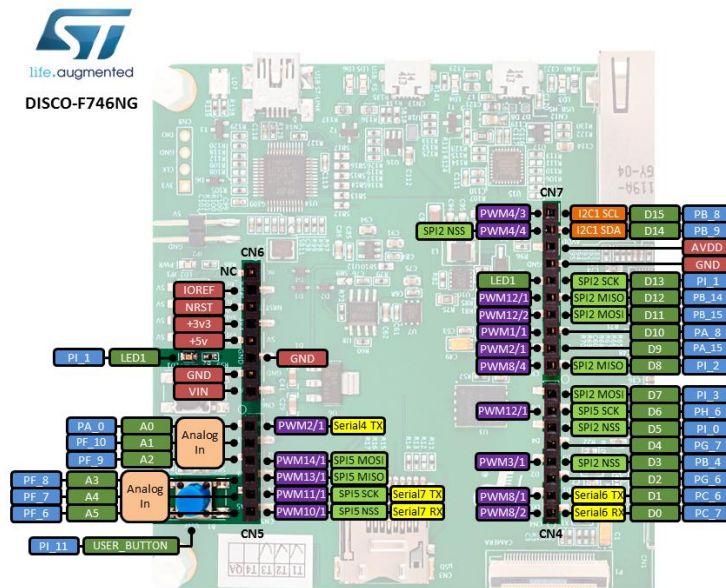 life.augmented
DISCO-F746NG
CN7
PWM4/3 I2C1 SCL D15 PB_8
SPI2 NSS PWM4/4 I2C1 SDA D14 PB_9
AVDD
GND
LED1 SPI2 SCK D13 PI_1
PWM12/1 SPI2 MISO D12 PB_14
PWM12/2 SPI2 MOSI D11 PB_15
PWM1/1 D10 PA_8
PWM2/1 D9 PA_15
PWM8/4 SPI2 MISO D8 PI_2
SPI2 MOSI D7 PI_3
PWM12/1 SPI5 SCK D6 PH_6
SPI2 NSS D5 PI_0
D4 PG_7
PWM3/1 SPI2 NSS D3 PB_4
D2 PG_6
PWM8/1 Serial6 TX D1 PC_6
PWM8/2 Serial6 RX D0 PC_7
CN4
CN6
NC
IOREF
NRST
+3v3
+5v
PI_1 LED1 GND
GND
VIN
PA_0 A0 Analog In PWM2/1 Serial4 TX
PF_10 A1
PF_9 A2
PWM14/1 SPI5 MOSI
PF_8 A3 Analog In PWM13/1 SPI5 MISO
PF_7 A4 PWM11/1 SPI5 SCK Serial7 TX
PF_6 A5 PWM10/1 SPI5 NSS Serial7 RX
CN5
PI_11 USER_BUTTON